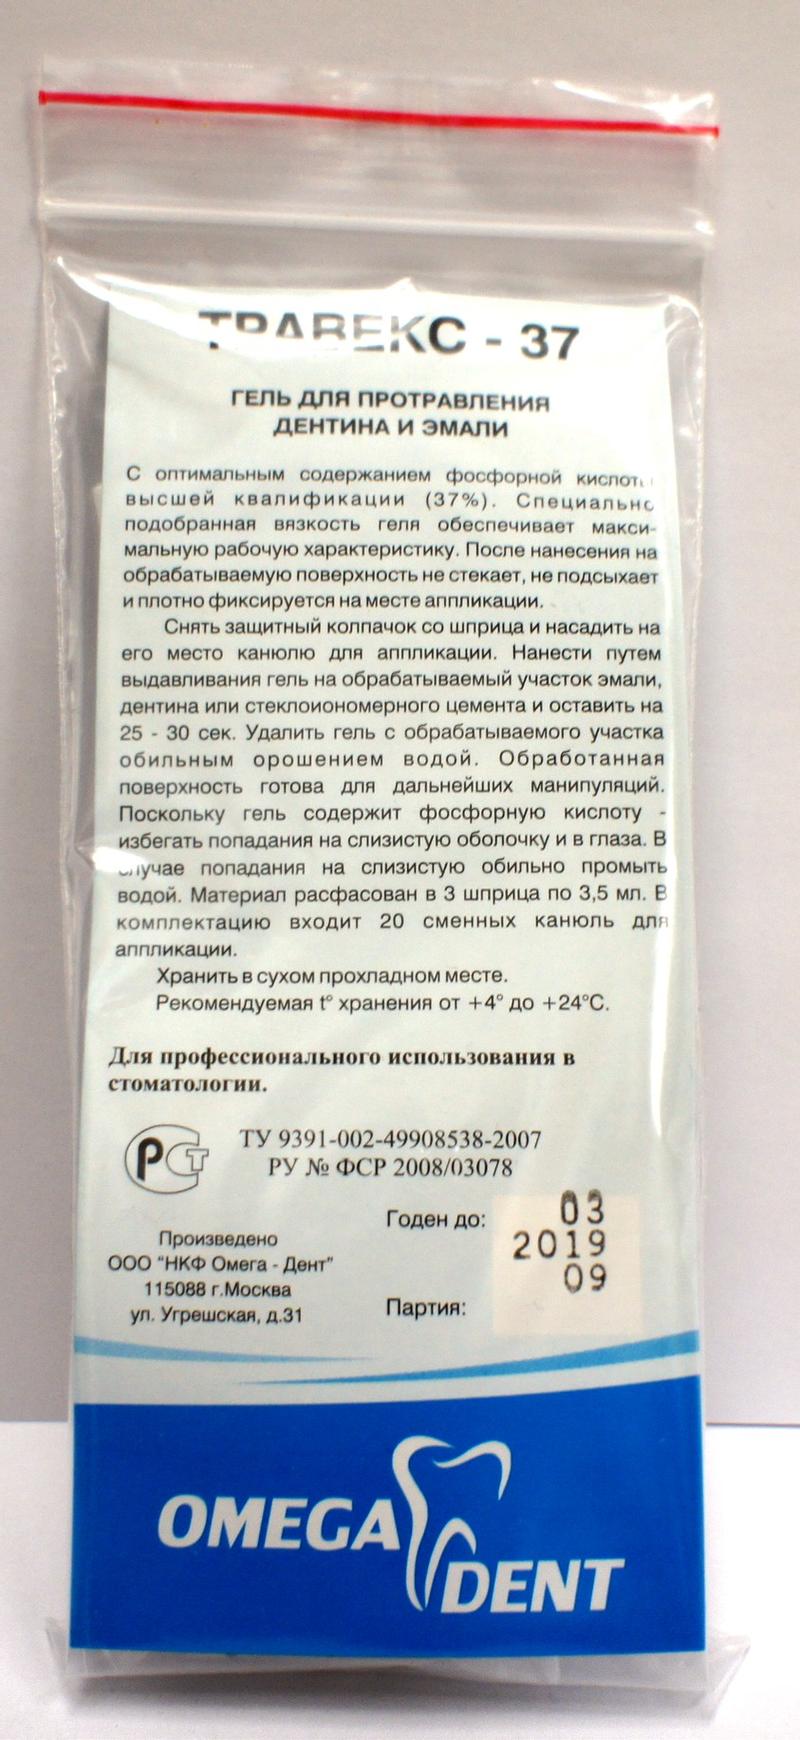 ТРАВЕКС - 37
ГЕЛЬ ДЛЯ ПРОТРАВЛЕНИЯ
ДЕНТИНА И ЭМАЛИ
С оптимальным содержанием фосфорной кислоты
высшей квалификации (37%). Специально
подобранная вязкость геля обеспечивает макси-
мальную рабочую характеристику. После нанесения на
обрабатываемую поверхность не стекает, не подсыхает
и плотно фиксируется на месте аппликации.
Снять защитный колпачок со шприца и насадить на
его место канюлю для аппликации. Нанести путем
выдавливания гель на обрабатываемый участок эмали,
дентина или стеклоиономерного цемента и оставить на
25 - 30 сек. Удалить гель с обрабатываемого участка
обильным орошением водой. Обработанная
поверхность готова для дальнейших манипуляций.
Поскольку гель содержит фосфорную кислоту -
избегать попадания на слизистую оболочку и в глаза. В
случае попадания на слизистую обильно промыть
водой. Материал расфасован в 3 шприца по 3,5 мл. В
комплектацию входит 20 сменных канюль для
аппликации.
Хранить в сухом прохладном месте.
Рекомендуемая t° хранения от +4° до +24°С.
Для профессионального использования в
стоматологии.
РСТ
ТУ 9391-002-49908538-2007
РУ № ФСР 2008/03078
Произведено
ООО "НКФ Омега - Дент"
115088 г.Москва
ул. Угрешская, д.31
Годен до: 03
2019
09
Партия:
OMEGA
DENT